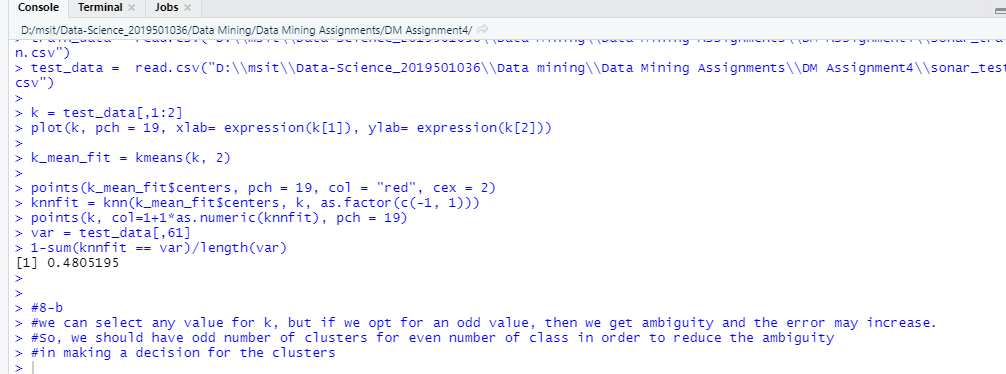 Console Terminal × Jobs ×
D:/msit/Data-Science_2019501036/Data Mining/Data Mining Assignments/DM Assignment4/
n.csv")
> test_data =  read.csv("D:\\msit\\Data-Science_2019501036\\Data mining\\Data Mining Assignments\\DM Assignment4\\sonar_test
csv")
>
> k = test_data[,1:2]
> plot(k, pch = 19, xlab= expression(k[1]), ylab= expression(k[2]))
>
> k_mean_fit = kmeans(k, 2)
>
> points(k_mean_fit$centers, pch = 19, col = "red", cex = 2)
> knnfit = knn(k_mean_fit$centers, k, as.factor(c(-1, 1)))
> points(k, col=1+1*as.numeric(knnfit), pch = 19)
> var = test_data[,61]
> 1-sum(knnfit == var)/length(var)
[1] 0.4805195
>
>
> #8-b
> #we can select any value for k, but if we opt for an odd value, then we get ambiguity and the error may increase.
> #So, we should have odd number of clusters for even number of class in order to reduce the ambiguity
> #in making a decision for the clusters
>